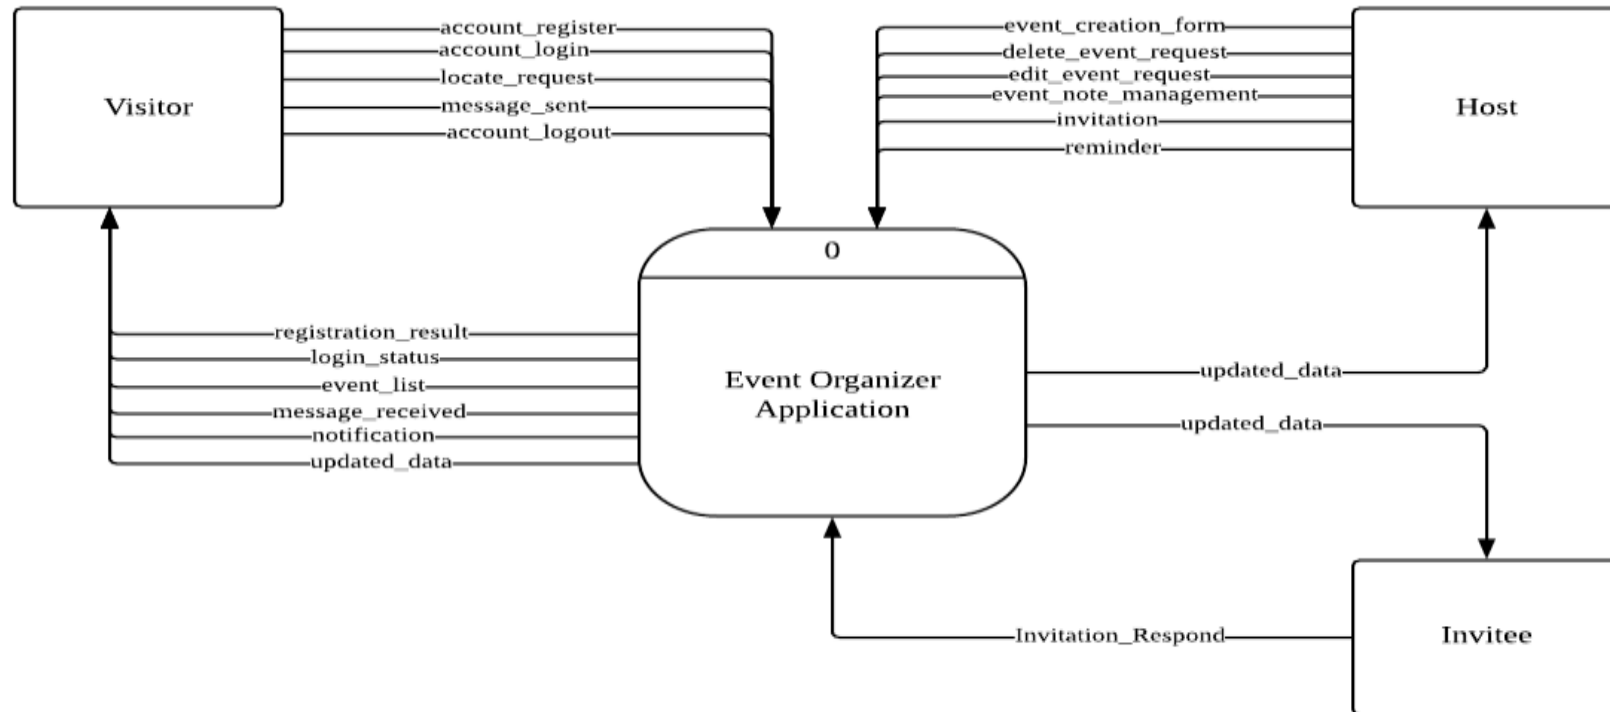 account_register
account_login
locate_request
message_sent
account_logout
Visitor
event_creation_form
delete_event_request
edit_event_request
event_note_management
invitation
reminder
Host
0
Event Organizer
Application
registration_result
login_status
event_list
message_received
notification
updated_data
updated_data
updated_data
Invitation_Respond
Invitee